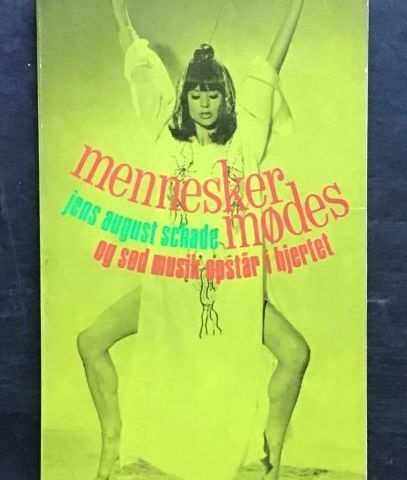 mennesker
mødes
jens august schade
og sød musik opstår i hjertet